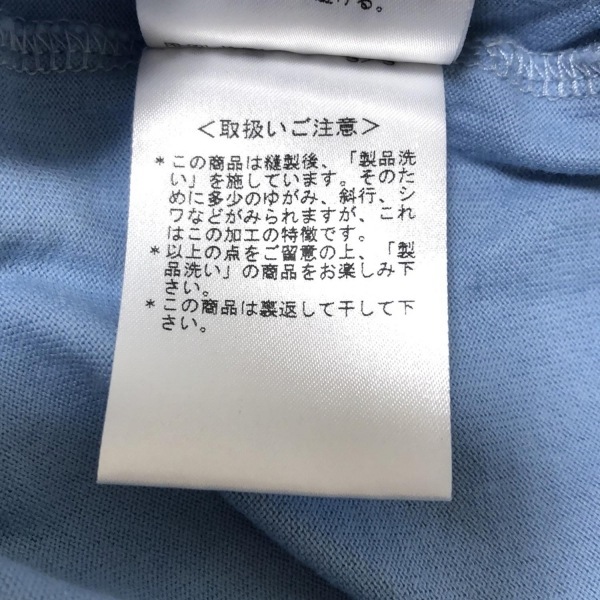 ＜取扱いご注意＞
＊この商品は縫製後、「製品洗
い」を施しています。そのた
めに多少のゆがみ、斜行、シ
ワなどがみられますが、これ
はこの加工の特徴です。
＊以上の点をご留意の上、「製
品洗い」の商品をお楽しみ下
さい。
＊この商品は裏返して干して下
さい。